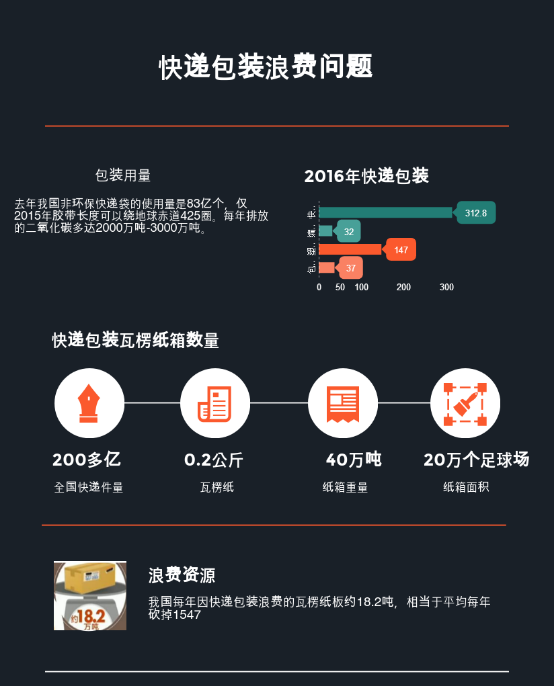 快递包装浪费问题
包装用量
去年我国非环保快递袋的使用量是83亿个，仅
2015年胶带长度可以绕地球赤道425圈。每年排放
的二氧化碳多达2000万吨-3000万吨。
2016年快递包装
312.8
32
147
37
0 50 100 200 300
快递包装瓦楞纸箱数量
200多亿
0.2公斤
40万吨
20万个足球场
全国快递件量
瓦楞纸
纸箱重量
纸箱面积
浪费资源
我国每年因快递包装浪费的瓦楞纸板约18.2吨，相当于平均每年
砍掉1547
约18.2
万吨